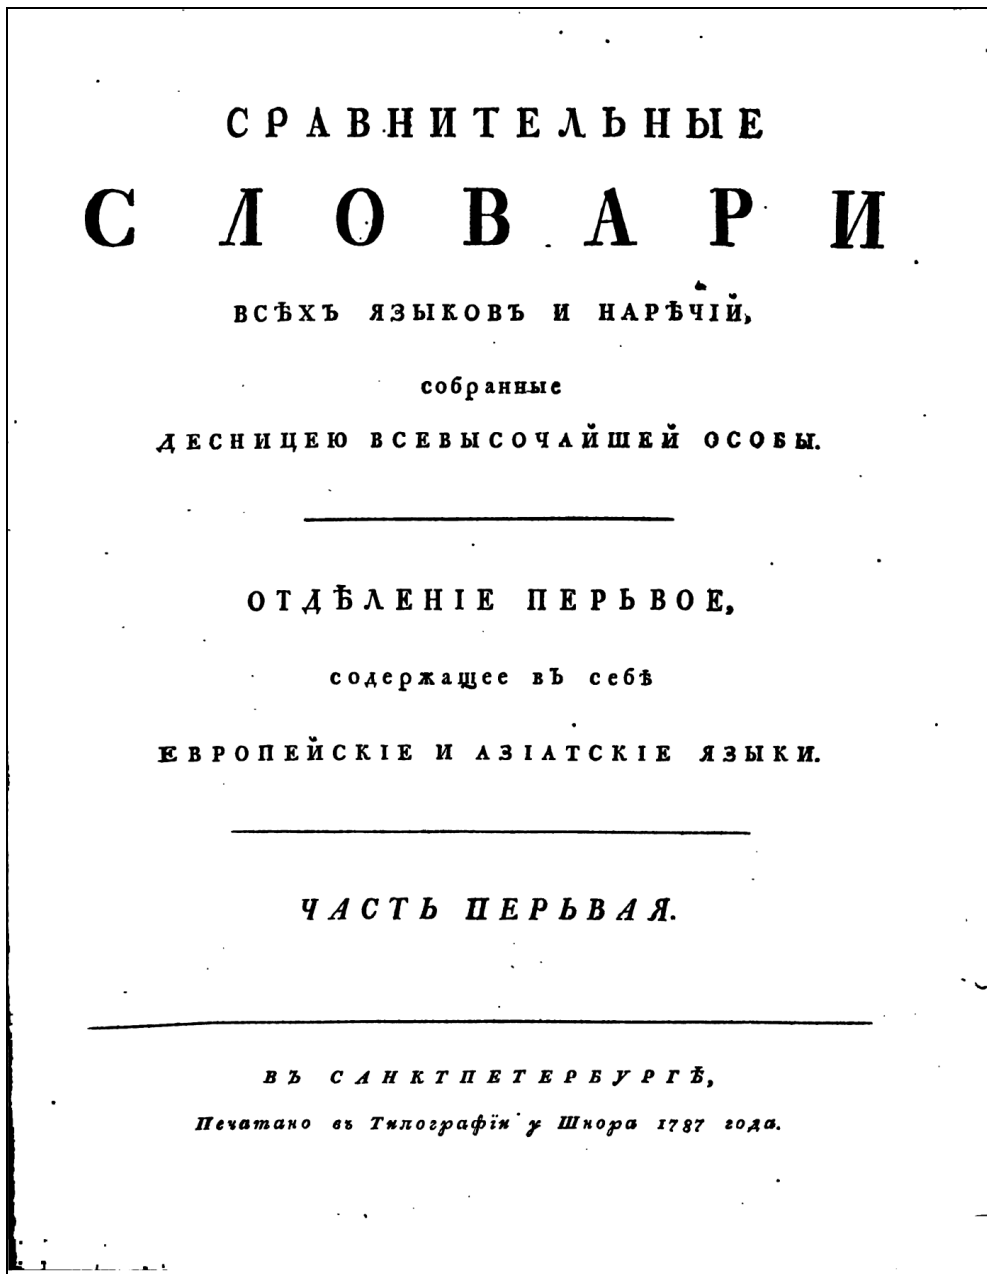 СРАВНИТЕЛЬНЫЕ
СЛОВАРИ
ВСѢХЪ ЯЗЫКОВЪ И НАРѢЧІЙ,
собранные
ДЕСНИЦЕЮ ВСЕВЫСОЧАЙШЕЙ ОСОБЫ.
ОТДѢЛЕНІЕ ПЕРЬВОЕ,
содержащее въ себѣ
ЕВРОПЕЙСКІЕ И АЗІАТСКІЕ ЯЗЫКИ.
ЧАСТЬ ПЕРЬВАЯ.
ВЪ САНКТПЕТЕРБУРГѢ,
Печатано въ Типографїи у Шнора 1787 года.